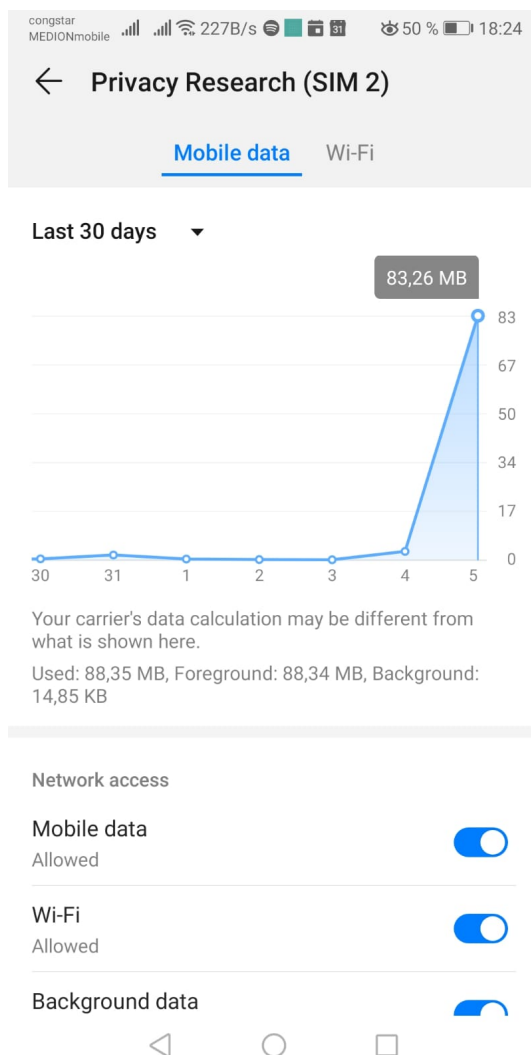 congstar
MEDIONmobile 227B/s 31 50 % 18:24
Privacy Research (SIM 2)
Mobile data Wi-Fi
Last 30 days
83,26 MB
83
67
50
34
17
0
30 31 1 2 3 4 5
Your carrier's data calculation may be different from
what is shown here.
Used: 88,35 MB, Foreground: 88,34 MB, Background:
14,85 KB
Network access
Mobile data
Allowed
Wi-Fi
Allowed
Background data